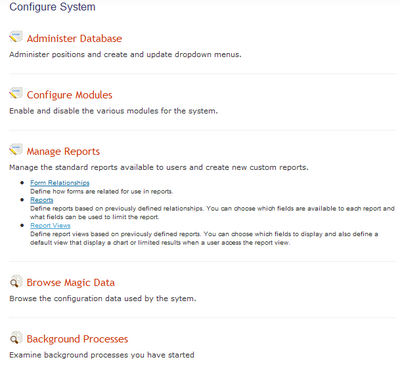 Configure System
Administer Database
Administer positions and create and update dropdown menus.
Configure Modules
Enable and disable the various modules for the system.
Manage Reports
Manage the standard reports available to users and create new custom reports.
Form Relationships
Define how forms are related for use in reports.
Reports
Define reports based on previously defined relationships. You can choose which fields are available to each report and
what fields can be used to limit the report.
Report Views
Define report views based on previously defined reports. You can choose which fields to display and also define a
default view that display a chart or limited results when a user access the report view.
Browse Magic Data
Browse the configuration data used by the sytem.
Background Processes
Examine background processes you have started